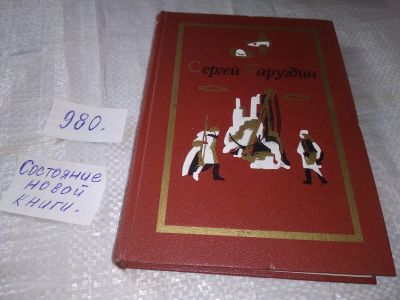 Сергей Баруздин
980.
Состояние
новой
книги.